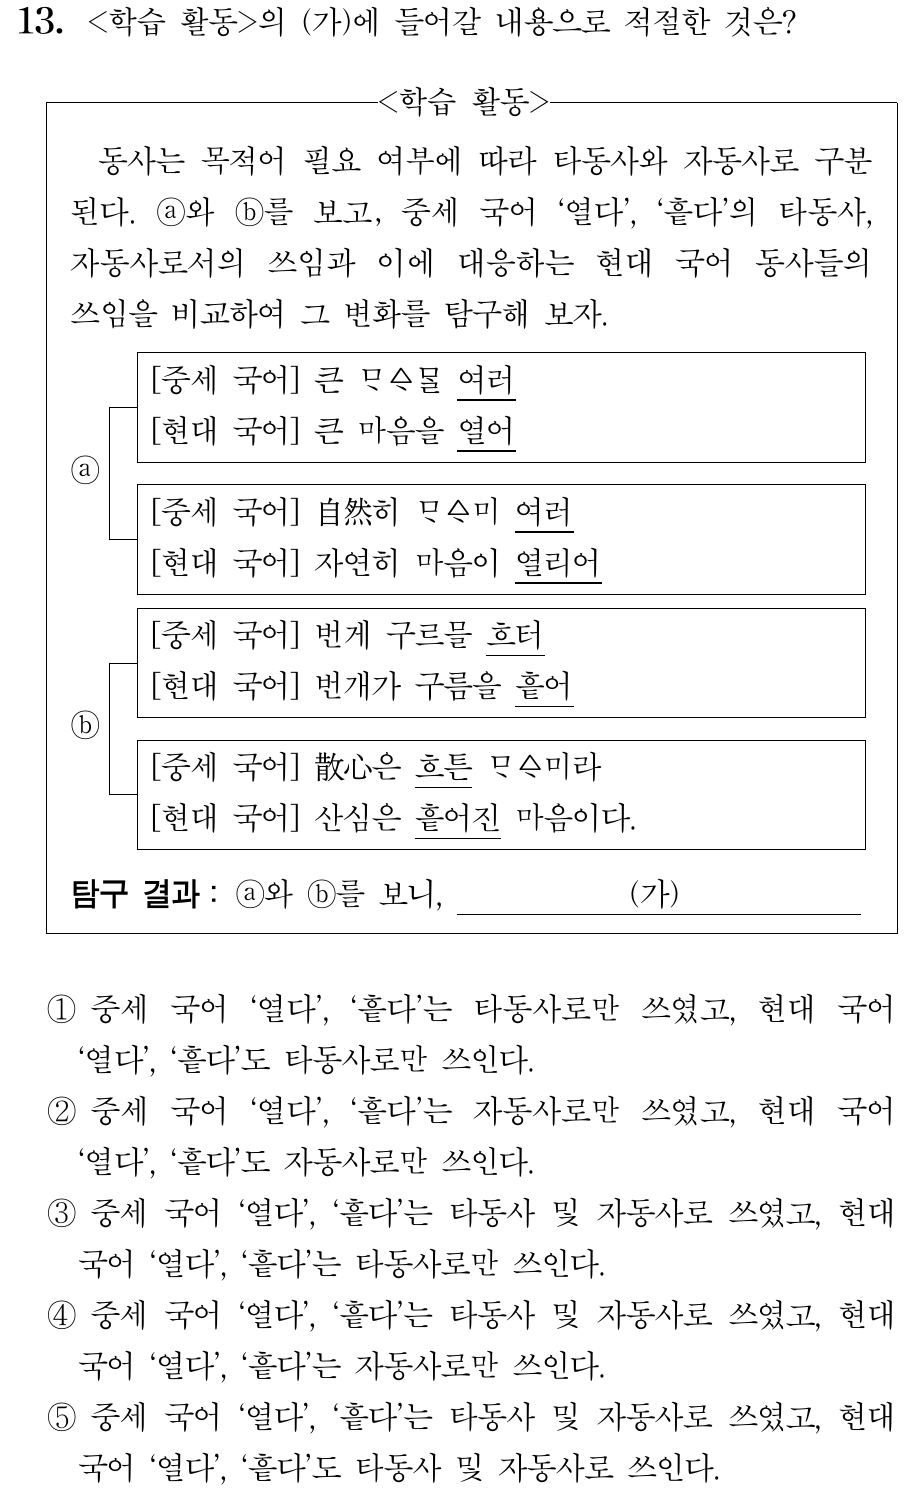 13. <학습 활동>의 (가)에 들어갈 내용으로 적절한 것은?
<학습 활동>
동사는 목적어 필요 여부에 따라 타동사와 자동사로 구분
된다. ⓐ와 ⓑ를 보고, 중세 국어 ‘열다’, ‘흩다’의 타동사,
자동사로서의 쓰임과 이에 대응하는 현대 국어 동사들의
쓰임을 비교하여 그 변화를 탐구해 보자.
ⓐ
[중세 국어] 큰 ᄆᆞᅀᆞᄆᆞᆯ 여러
[현대 국어] 큰 마음을 열어
[중세 국어] 自然히 ᄆᆞᅀᆞ미 여러
[현대 국어] 자연히 마음이 열리어
ⓑ
[중세 국어] 번게 구르믈 흐터
[현대 국어] 번개가 구름을 흩어
[중세 국어] 散心은 흐튼 ᄆᆞᅀᆞ미라
[현대 국어] 산심은 흩어진 마음이다.
탐구 결과 : ⓐ와 ⓑ를 보니, (가)
① 중세 국어 ‘열다’, ‘흩다’는 타동사로만 쓰였고, 현대 국어
‘열다’, ‘흩다’도 타동사로만 쓰인다.
② 중세 국어 ‘열다’, ‘흩다’는 자동사로만 쓰였고, 현대 국어
‘열다’, ‘흩다’도 자동사로만 쓰인다.
③ 중세 국어 ‘열다’, ‘흩다’는 타동사 및 자동사로 쓰였고, 현대
국어 ‘열다’, ‘흩다’는 타동사로만 쓰인다.
④ 중세 국어 ‘열다’, ‘흩다’는 타동사 및 자동사로 쓰였고, 현대
국어 ‘열다’, ‘흩다’는 자동사로만 쓰인다.
⑤ 중세 국어 ‘열다’, ‘흩다’는 타동사 및 자동사로 쓰였고, 현대
국어 ‘열다’, ‘흩다’도 타동사 및 자동사로 쓰인다.